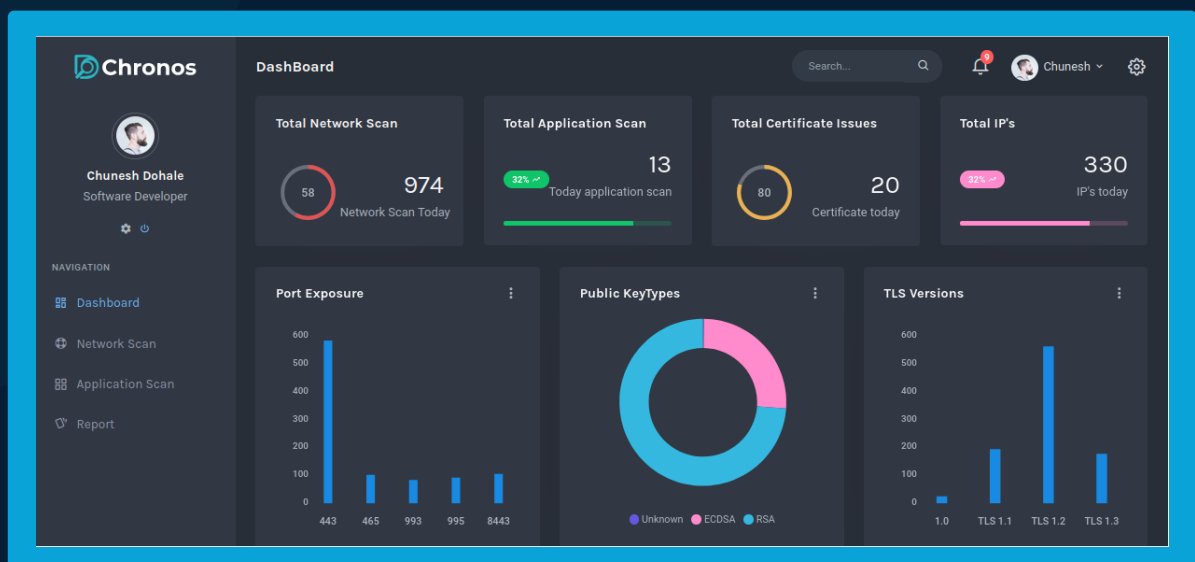 Chronos
DashBoard
Search...
9
Chunesh
Chunesh Dohale
Software Developer
NAVIGATION
Dashboard
Network Scan
Application Scan
Report
Total Network Scan
58
974
Network Scan Today
Total Application Scan
32%
13
Today application scan
Total Certificate Issues
80
20
Certificate today
Total IP's
32%
330
IP's today
Port Exposure
600
500
400
300
200
100
0
443 465 993 995 8443
Public KeyTypes
Unknown ECDSA RSA
TLS Versions
600
500
400
300
200
100
0
1.0 TLS 1.1 TLS 1.2 TLS 1.3